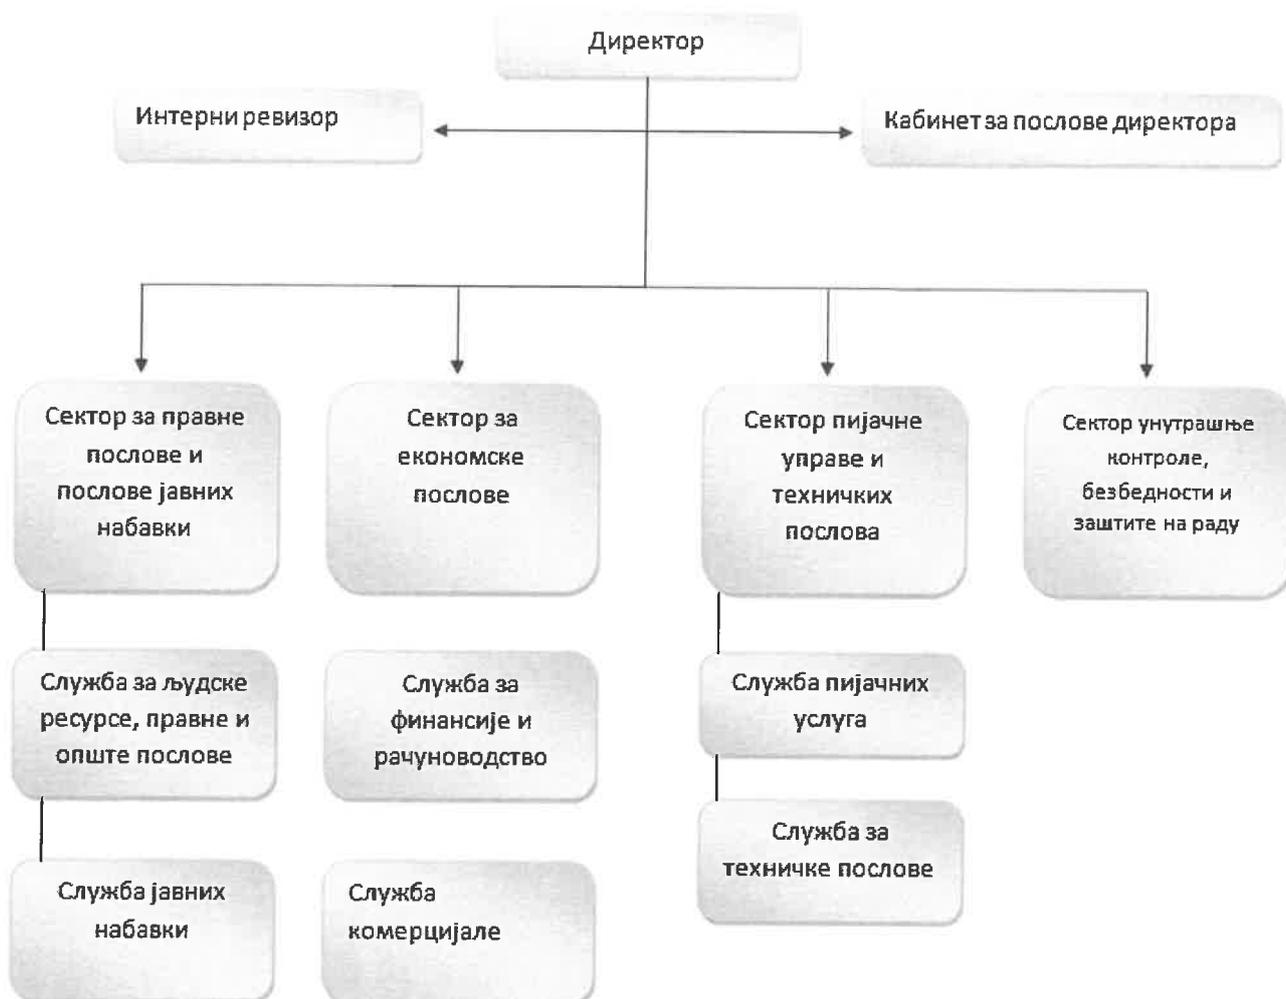 Директор
Интерни ревизор
Кабинет за послове директора
Сектор за правне
послове и
послове јавних
набавки
Сектор за
економске
послове
Сектор пијачне
управе и
техничких
послова
Сектор унутрашње
контроле,
безбедности и
заштите на раду
Служба за људске
ресурсе, правне и
опште послове
Служба за
финансије и
рачуноводство
Служба пијачних
услуга
Служба јавних
набавки
Служба
комерцијале
Служба за
техничке послове